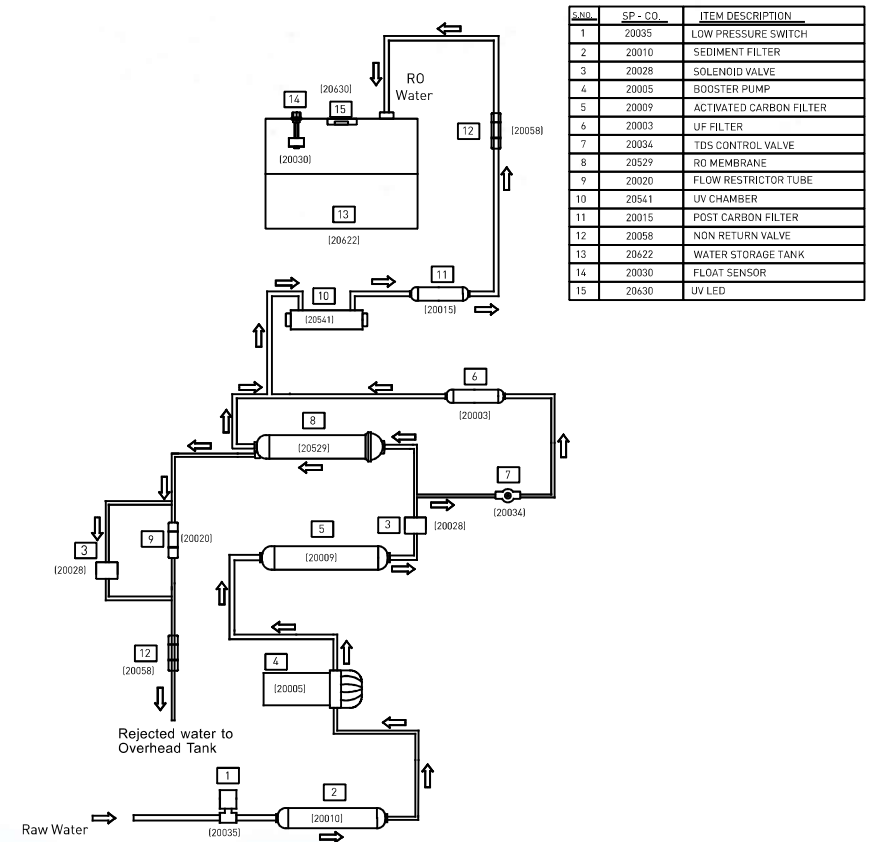 S.NO. SP - CO. ITEM DESCRIPTION
1 20035 LOW PRESSURE SWITCH
2 20010 SEDIMENT FILTER
3 20028 SOLENOID VALVE
4 20005 BOOSTER PUMP
5 20009 ACTIVATED CARBON FILTER
6 20003 UF FILTER
7 20034 TDS CONTROL VALVE
8 20529 RO MEMBRANE
9 20020 FLOW RESTRICTOR TUBE
10 20541 UV CHAMBER
11 20015 POST CARBON FILTER
12 20058 NON RETURN VALVE
13 20622 WATER STORAGE TANK
14 20030 FLOAT SENSOR
15 20630 UV LED
RO
Water
(20630)
14
15
(20030)
12
(20058)
13
(20622)
11
10
(20541)
(20015)
6
(20003)
8
(20529)
7
(20034)
3
(20028)
5
(20009)
9
(20020)
3
(20028)
12
(20058)
4
(20005)
Rejected water to
Overhead Tank
1
2
(20010)
(20035)
Raw Water